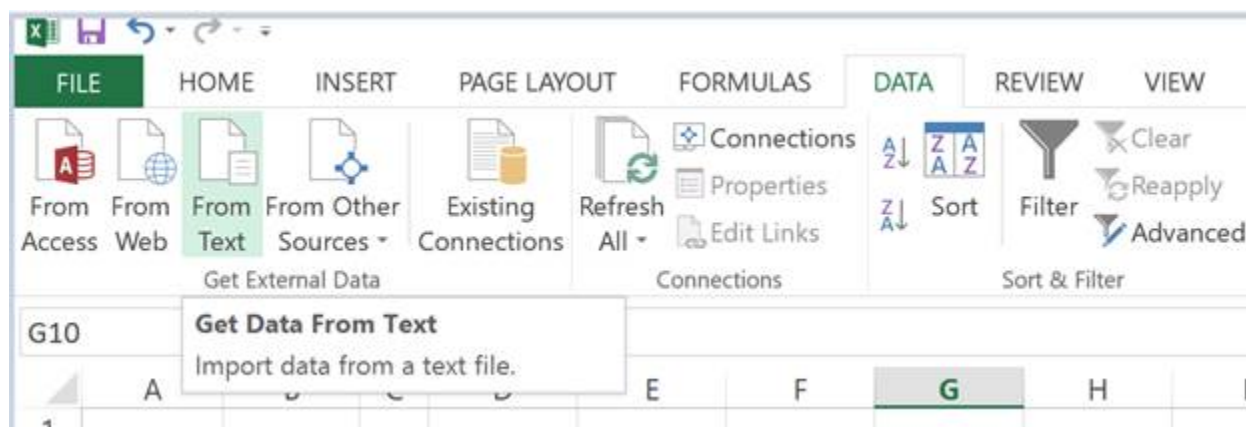 FILE HOME INSERT PAGE LAYOUT FORMULAS DATA REVIEW VIEW
From Access
From Web
From Text
From Other Sources
Existing Connections
Refresh All
Connections
Properties
Edit Links
Sort
Filter
Clear
Reapply
Advanced
Get External Data
Connections
Sort & Filter
G10
Get Data From Text
Import data from a text file.
A E F G H